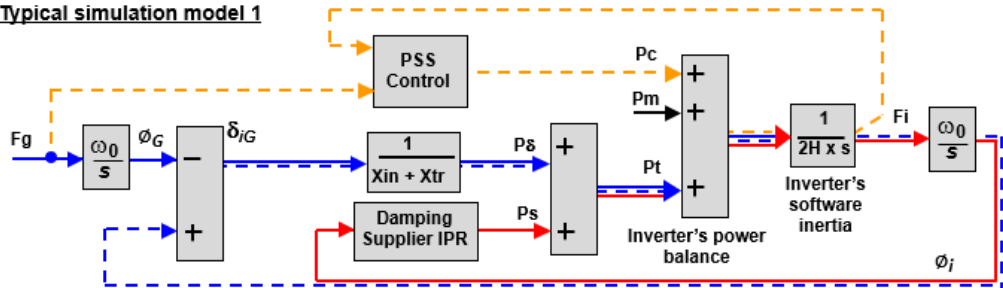 Typical simulation model 1
PSS
Control
Pc
+
Pm
+
Fg
ω₀
s
ØG
δiG
−
+
1
Xin + Xtr
Pδ
+
Damping
Supplier IPR
Ps
+
Pt
+
Inverter's power
balance
1
2H x s
Inverter's
software
inertia
Fi
ω₀
s
Øi